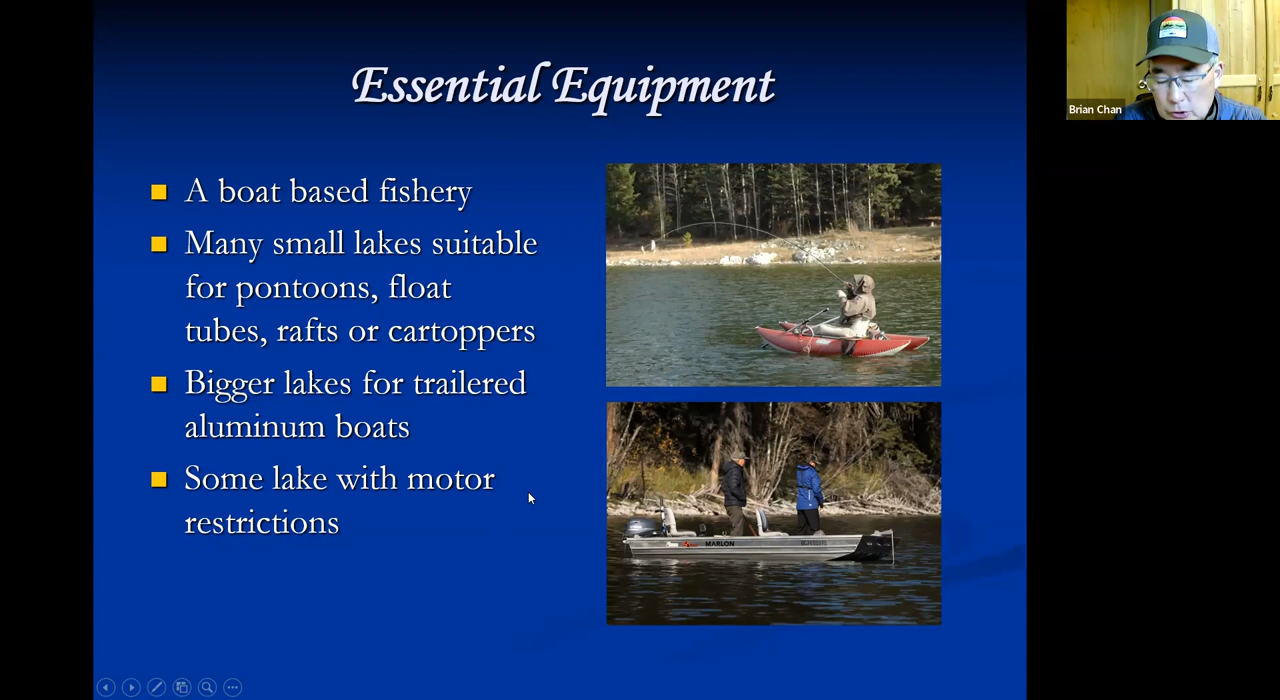 Essential Equipment
A boat based fishery
Many small lakes suitable
for pontoons, float
tubes, rafts or cartoppers
Bigger lakes for trailered
aluminum boats
Some lake with motor
restrictions
MARLON
Brian Chan